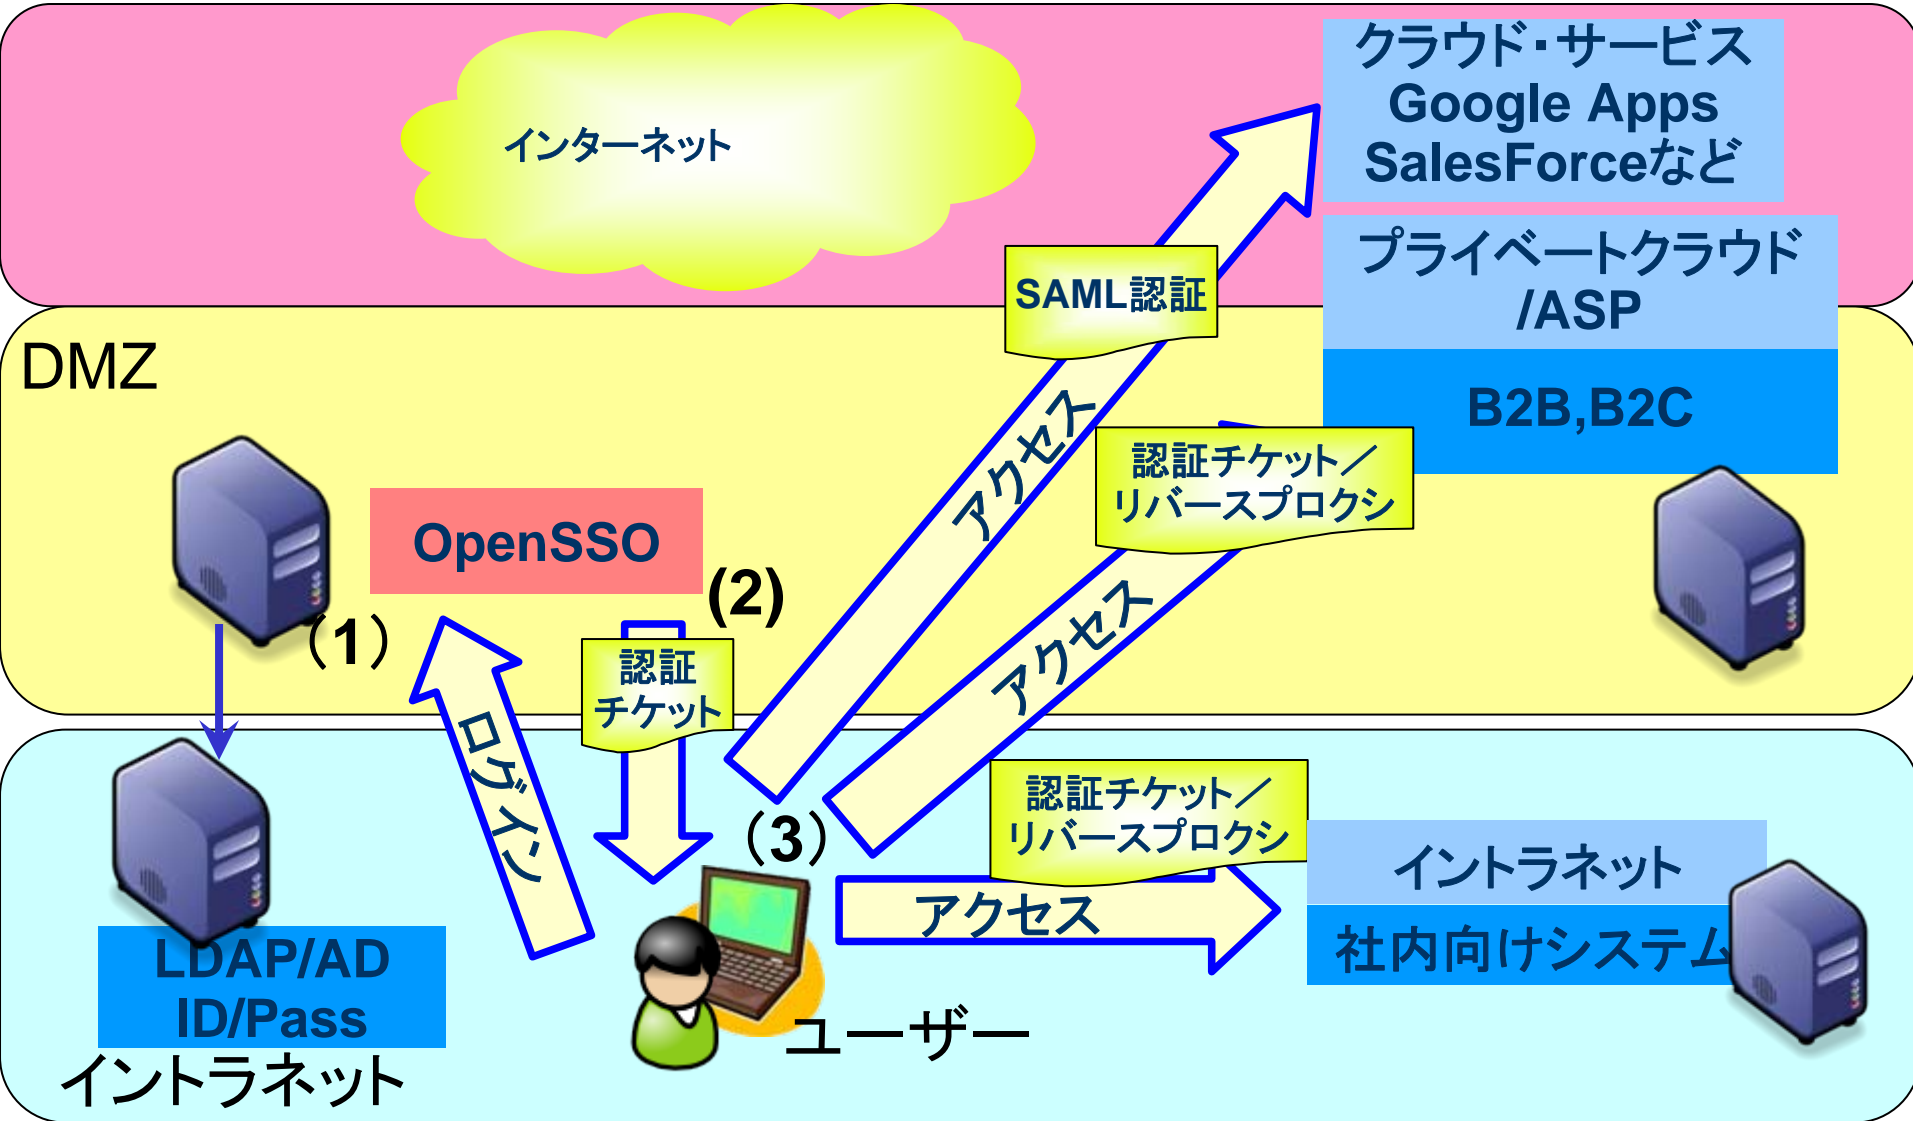 クラウド・サービス
Google Apps
SalesForceなど
インターネット
プライベートクラウド
/ASP
SAML認証
DMZ
B2B,B2C
アクセス
認証チケット／
リバースプロクシ
OpenSSO
(2)
（1）
アクセス
認証
チケット
ログイン
認証チケット／
リバースプロクシ
（3）
イントラネット
アクセス
社内向けシステム
LDAP/AD
ID/Pass
ユーザー
イントラネット